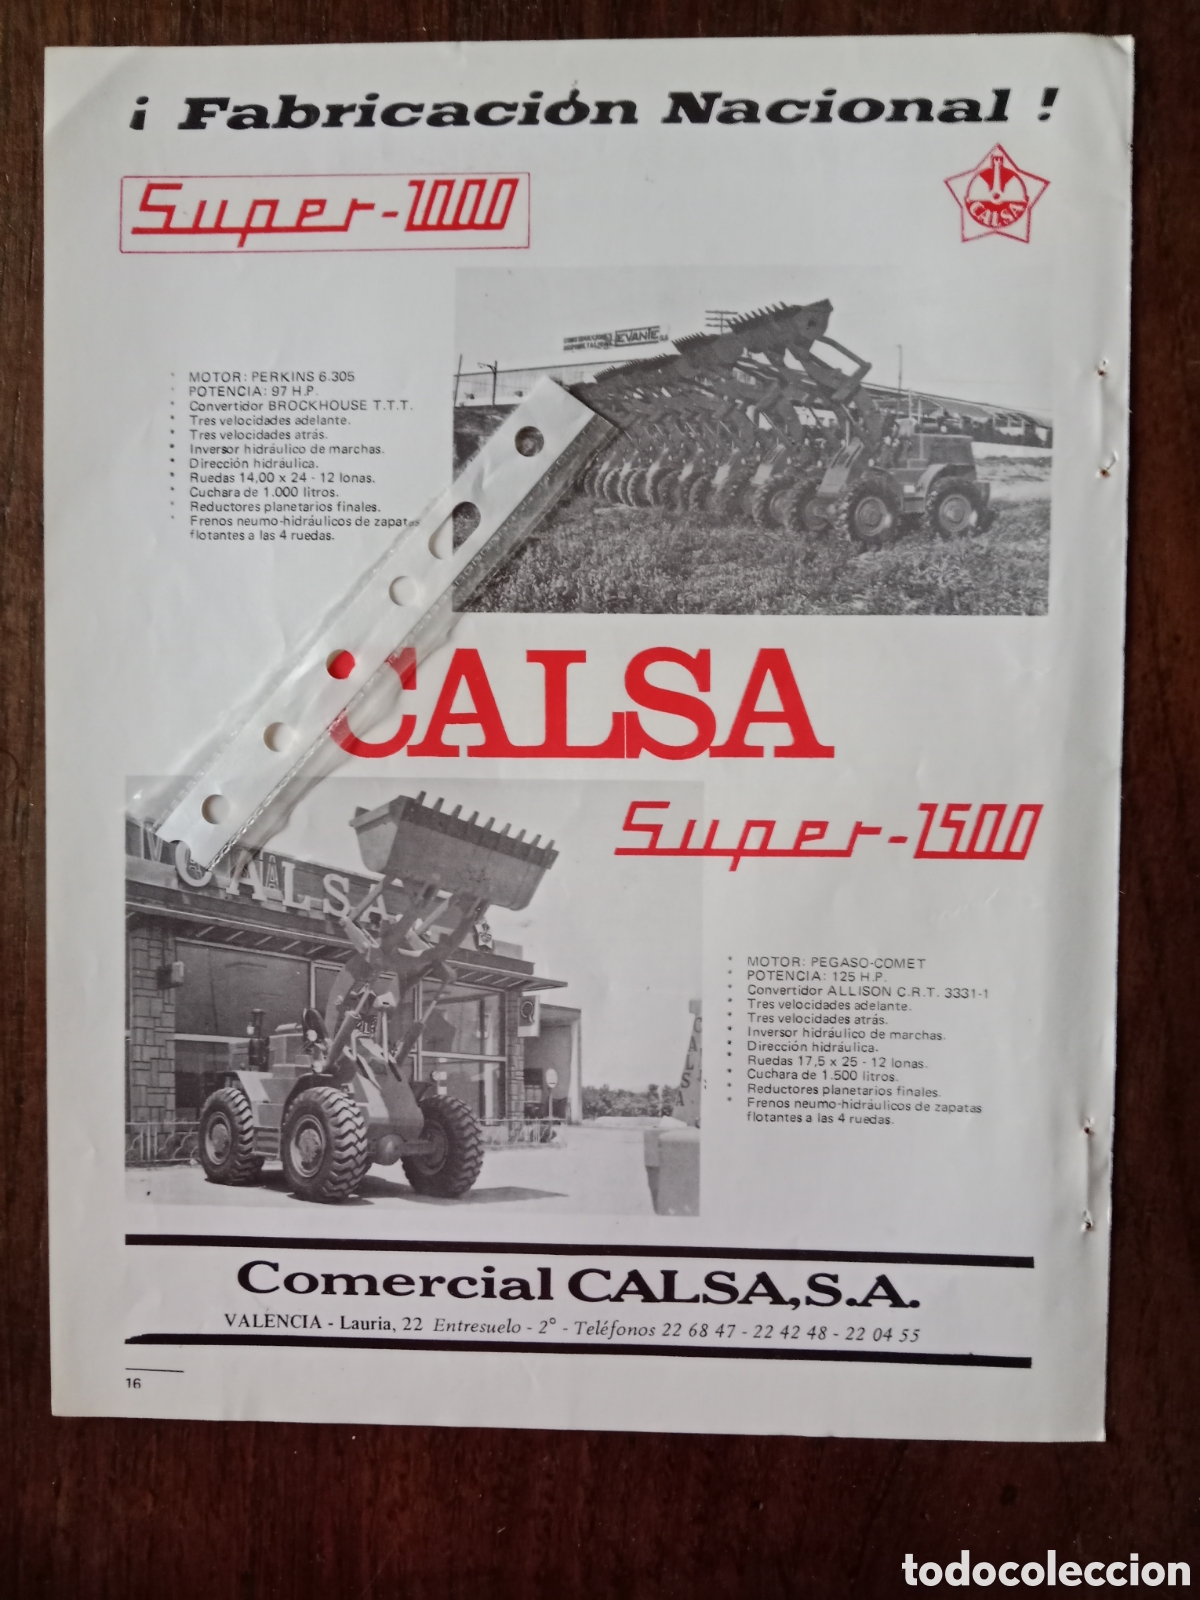 ¡ Fabricación Nacional !
Super-1000
CALSA
LEVANTE
* MOTOR: PERKINS 6.305
* POTENCIA: 97 H.P.
* Convertidor BROCKHOUSE T.T.T.
* Tres velocidades adelante.
* Tres velocidades atrás.
* Inversor hidráulico de marchas.
* Dirección hidráulica.
* Ruedas 14,00 x 24 - 12 lonas.
* Cuchara de 1.000 litros.
* Reductores planetarios finales.
* Frenos neumo-hidráulicos de zapatas
flotantes a las 4 ruedas.
CALSA
Super-1500
CALSA
CALSA
* MOTOR: PEGASO-COMET
* POTENCIA: 125 H.P.
* Convertidor ALLISON C.R.T. 3331-1
* Tres velocidades adelante.
* Tres velocidades atrás.
* Inversor hidráulico de marchas.
* Dirección hidráulica.
* Ruedas 17,5 x 25 - 12 lonas.
* Cuchara de 1.500 litros.
* Reductores planetarios finales.
* Frenos neumo-hidráulicos de zapatas
flotantes a las 4 ruedas.
Comercial CALSA, S.A.
VALENCIA - Lauria, 22 Entresuelo - 2° - Teléfonos 22 68 47 - 22 42 48 - 22 04 55
16
todocoleccion